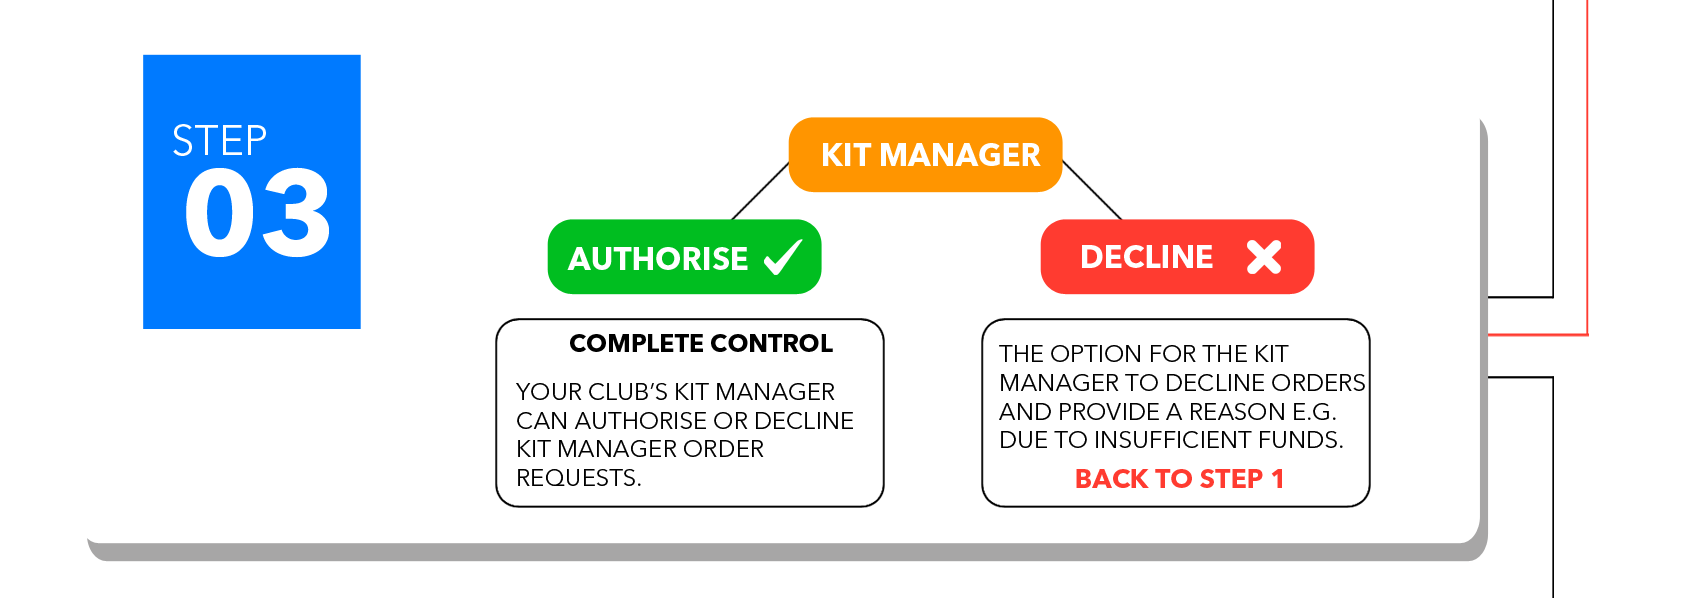 STEP
03
KIT MANAGER
AUTHORISE
DECLINE
COMPLETE CONTROL
YOUR CLUB’S KIT MANAGER
CAN AUTHORISE OR DECLINE
KIT MANAGER ORDER
REQUESTS.
THE OPTION FOR THE KIT
MANAGER TO DECLINE ORDERS
AND PROVIDE A REASON E.G.
DUE TO INSUFFICIENT FUNDS.
BACK TO STEP 1